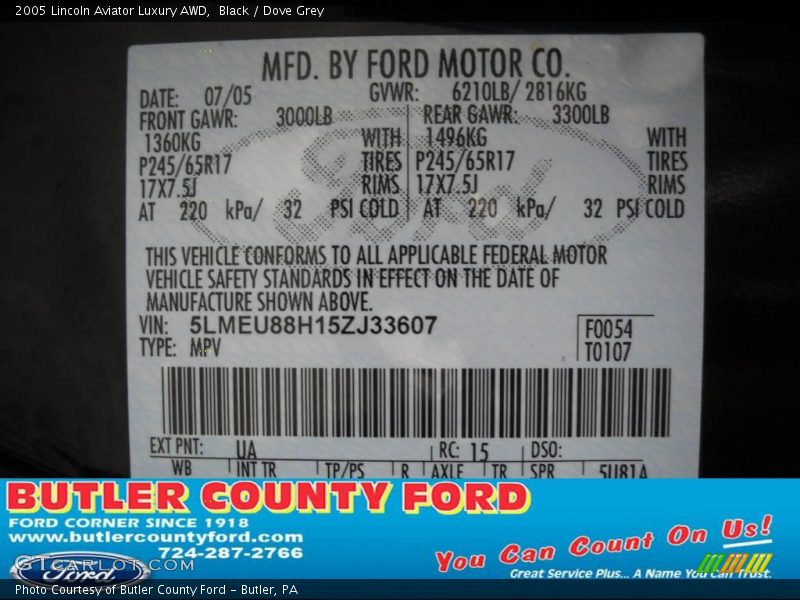 2005 Lincoln Aviator Luxury AWD, Black / Dove Grey
MFD. BY FORD MOTOR CO.
DATE: 07/05 GVWR: 6210LB/ 2816KG
FRONT GAWR: 3000LB REAR GAWR: 3300LB
1360KG WITH 1496KG WITH
P245/65R17 TIRES P245/65R17 TIRES
17X7.5J RIMS 17X7.5J RIMS
AT 220 kPa/ 32 PSI COLD AT 220 kPa/ 32 PSI COLD
THIS VEHICLE CONFORMS TO ALL APPLICABLE FEDERAL MOTOR
VEHICLE SAFETY STANDARDS IN EFFECT ON THE DATE OF
MANUFACTURE SHOWN ABOVE.
VIN: 5LMEU88H15ZJ33607 F0054
TYPE: MPV T0107
EXT PNT: UA RC: 15 DSO:
WB INT TR TP/PS R AXLE TR SPR 5U81A
BUTLER COUNTY FORD
FORD CORNER SINCE 1918
www.butlercountyford.com
724-287-2766
You Can Count On Us!
Great Service Plus... A Name You Can Trust.
GTcarlot.com
Ford
Photo Courtesy of Butler County Ford – Butler, PA